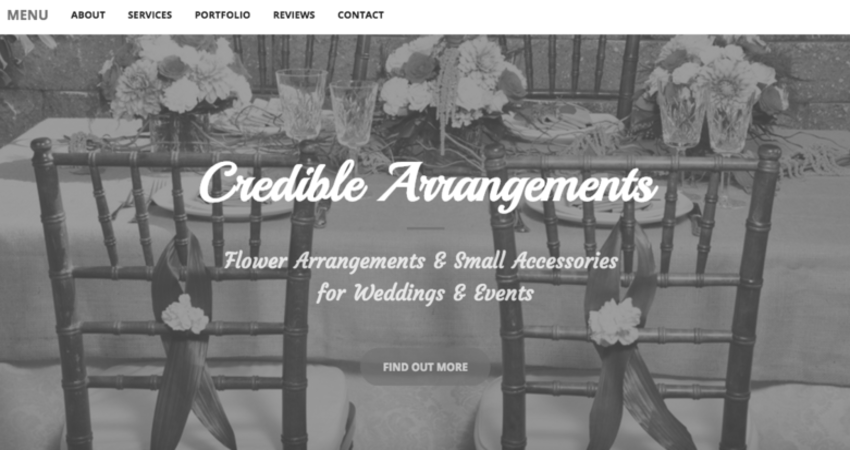 MENU ABOUT SERVICES PORTFOLIO REVIEWS CONTACT
Credible Arrangements
Flower Arrangements & Small Accessories
for Weddings & Events
FIND OUT MORE